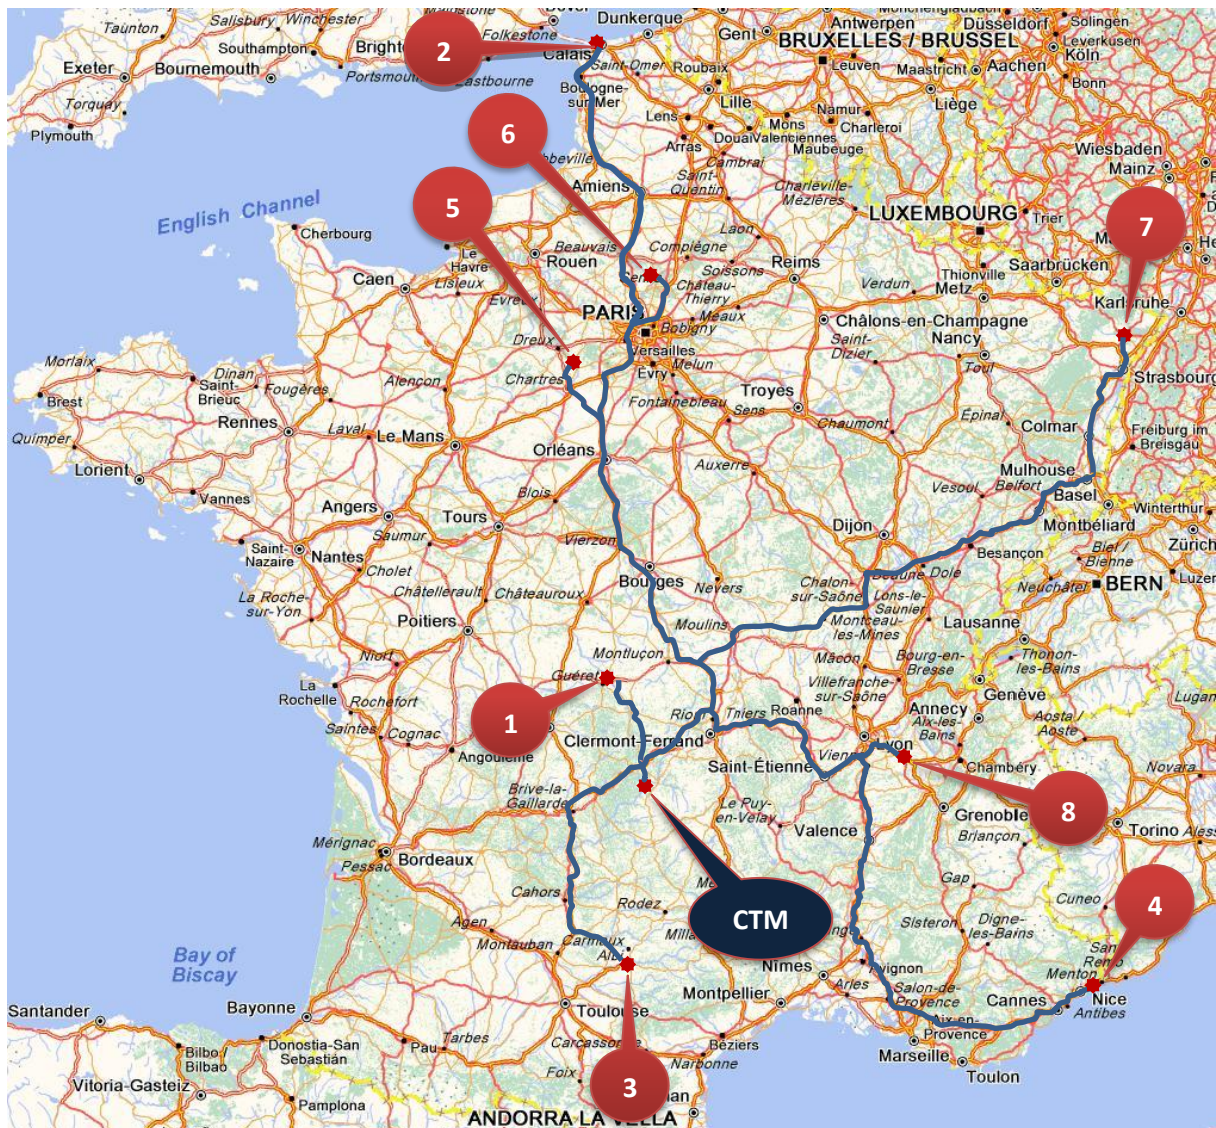 Taunton
Salisbury
Winchester
Folkestone
Dunkerque
Gent
Antwerpen
Düsseldorf
Solingen
Leverkusen
Southampton
BRUXELLES / BRUSSEL
Köln
2
Calais
Exeter
Bournemouth
Saint-Omer
Roubaix
Leuven
Maastricht
Aachen
Bonn
Boulogne-
sur-Mer
Lille
Liège
Torquay
Plymouth
Lens
Mons
Namur
Charleroi
Douai
Valenciennes
Maubeuge
6
Arras
Wiesbaden
Mainz
Cambrai
Amiens
Saint-
Quentin
Charleville-
Mézières
Trier
5
LUXEMBOURG
7
English Channel
Cherbourg
Laon
Le
Havre
Rouen
Beauvais
Compiègne
Soissons
Reims
Thionville
Saarbrücken
Caen
Lisieux
Château-
Thierry
Verdun
Metz
Karlsruhe
PARIS
Meaux
Bobigny
Châlons-en-Champagne
Dreux
Versailles
Saint-
Dizier
Nancy
Toul
Morlaix
Dinan
Saint-
Brieuc
Fougères
Alençon
Chartres
Evry
Melun
Strasbourg
Brest
Fontainebleau
Troyes
Sens
Chaumont
Épinal
Colmar
Freiburg im
Breisgau
Quimper
Rennes
Laval
Le Mans
Orléans
Lorient
Auxerre
Mulhouse
Belfort
Vesoul
Basel
Vannes
Angers
Blois
Tours
Montbéliard
Winterthur
Dijon
Zürich
Saint-
Nazaire
Nantes
Saumur
Vierzon
Besançon
Biel /
Bienne
Cholet
Bourges
Nevers
Beaune
Dole
Neuchâtel
BERN
La Roche-
sur-Yon
Châtellerault
Châteauroux
Chalon-
sur-Saône
Lons-le-
Saunier
Poitiers
Moulins
Montceau-
les-Mines
Lausanne
Niort
Montluçon
Mâcon
Bourg-en-
Bresse
Thonon-
les-Bains
La
Rochelle
Rochefort
Guéret
Villefranche-
sur-Saône
Genève
1
Roanne
Annecy
Saintes
Cognac
Thiers
Aix-les-
Bains
Aosta /
Aoste
Clermont-Ferrand
Lyon
Angoulême
Saint-Étienne
Chambéry
Novara
Brive-la-
Gaillarde
Le Puy-
en-Velay
8
Grenoble
Valence
Briançon
Torino
Mérignac
Pessac
Bordeaux
Cahors
Rodez
CTM
Gap
Cuneo
4
Agen
Sisteron
Digne-
les-Bains
Montauban
Carmaux
Albi
San
Remo
Bay of
Biscay
Nîmes
Avignon
Menton
Arles
Salon-de-
Provence
Nice
Cannes
Antibes
Santander
Bayonne
Toulouse
Montpellier
Aix-en-
Provence
Bilbo /
Bilbao
Donostia-San
Sebastián
Pau
Tarbes
Béziers
Marseille
Narbonne
Toulon
Foix
3
Vitoria-Gasteiz
Pamplona
ANDORRA LA VELLA